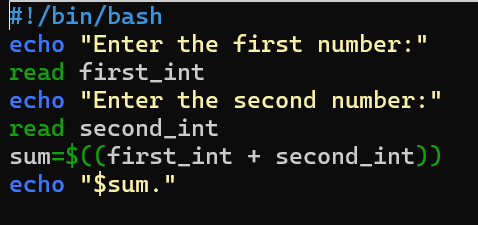 #!/bin/bash
echo "Enter the first number:"
read first_int
echo "Enter the second number:"
read second_int
sum=$((first_int + second_int))
echo "$sum."